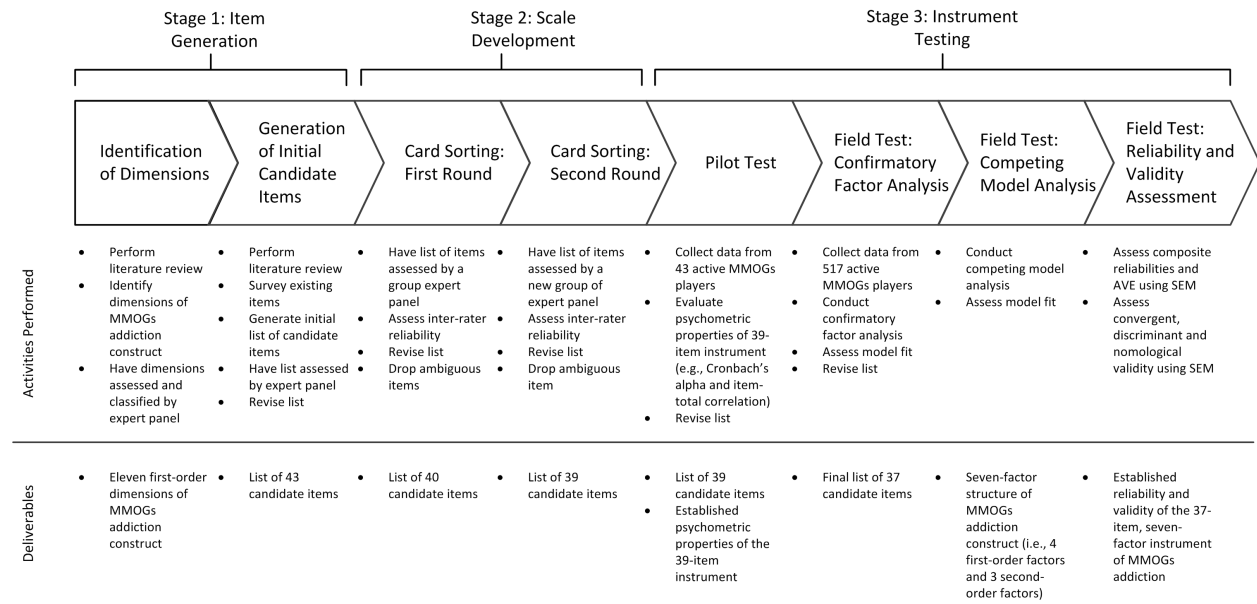 Stage 1: Item
Generation
Stage 2: Scale
Development
Stage 3: Instrument
Testing
Identification
of Dimensions
Generation
of Initial
Candidate
Items
Card Sorting:
First Round
Card Sorting:
Second Round
Pilot Test
Field Test:
Confirmatory
Factor Analysis
Field Test:
Competing
Model Analysis
Field Test:
Reliability and
Validity
Assessment
Activities Performed
• Perform
literature review
• Identify
dimensions of
MMOGs
addiction
construct
• Have dimensions
assessed and
classified by
expert panel
• Perform
literature review
• Survey existing
items
• Generate initial
list of candidate
items
• Have list assessed
by expert panel
• Revise list
• Have list of items
assessed by a
group expert
panel
• Assess inter-rater
reliability
• Revise list
• Drop ambiguous
items
• Have list of items
assessed by a
new group of
expert panel
• Assess inter-rater
reliability
• Revise list
• Drop ambiguous
item
• Collect data from
43 active MMOGs
players
• Evaluate
psychometric
properties of 39-
item instrument
(e.g., Cronbach's
alpha and item-
total correlation)
• Revise list
• Collect data from
517 active
MMOGs players
• Conduct
confirmatory
factor analysis
• Assess model fit
• Revise list
• Conduct
competing model
analysis
• Assess model fit
• Assess composite
reliabilities and
AVE using SEM
• Assess
convergent,
discriminant and
nomological
validity using SEM
Deliverables
• Eleven first-order
dimensions of
MMOGs
addiction
construct
• List of 43
candidate items
• List of 40
candidate items
• List of 39
candidate items
• List of 39
candidate items
• Established
psychometric
properties of the
39-item
instrument
• Final list of 37
candidate items
• Seven-factor
structure of
MMOGs
addiction
construct (i.e., 4
first-order factors
and 3 second-
order factors)
• Established
reliability and
validity of the 37-
item, seven-
factor instrument
of MMOGs
addiction